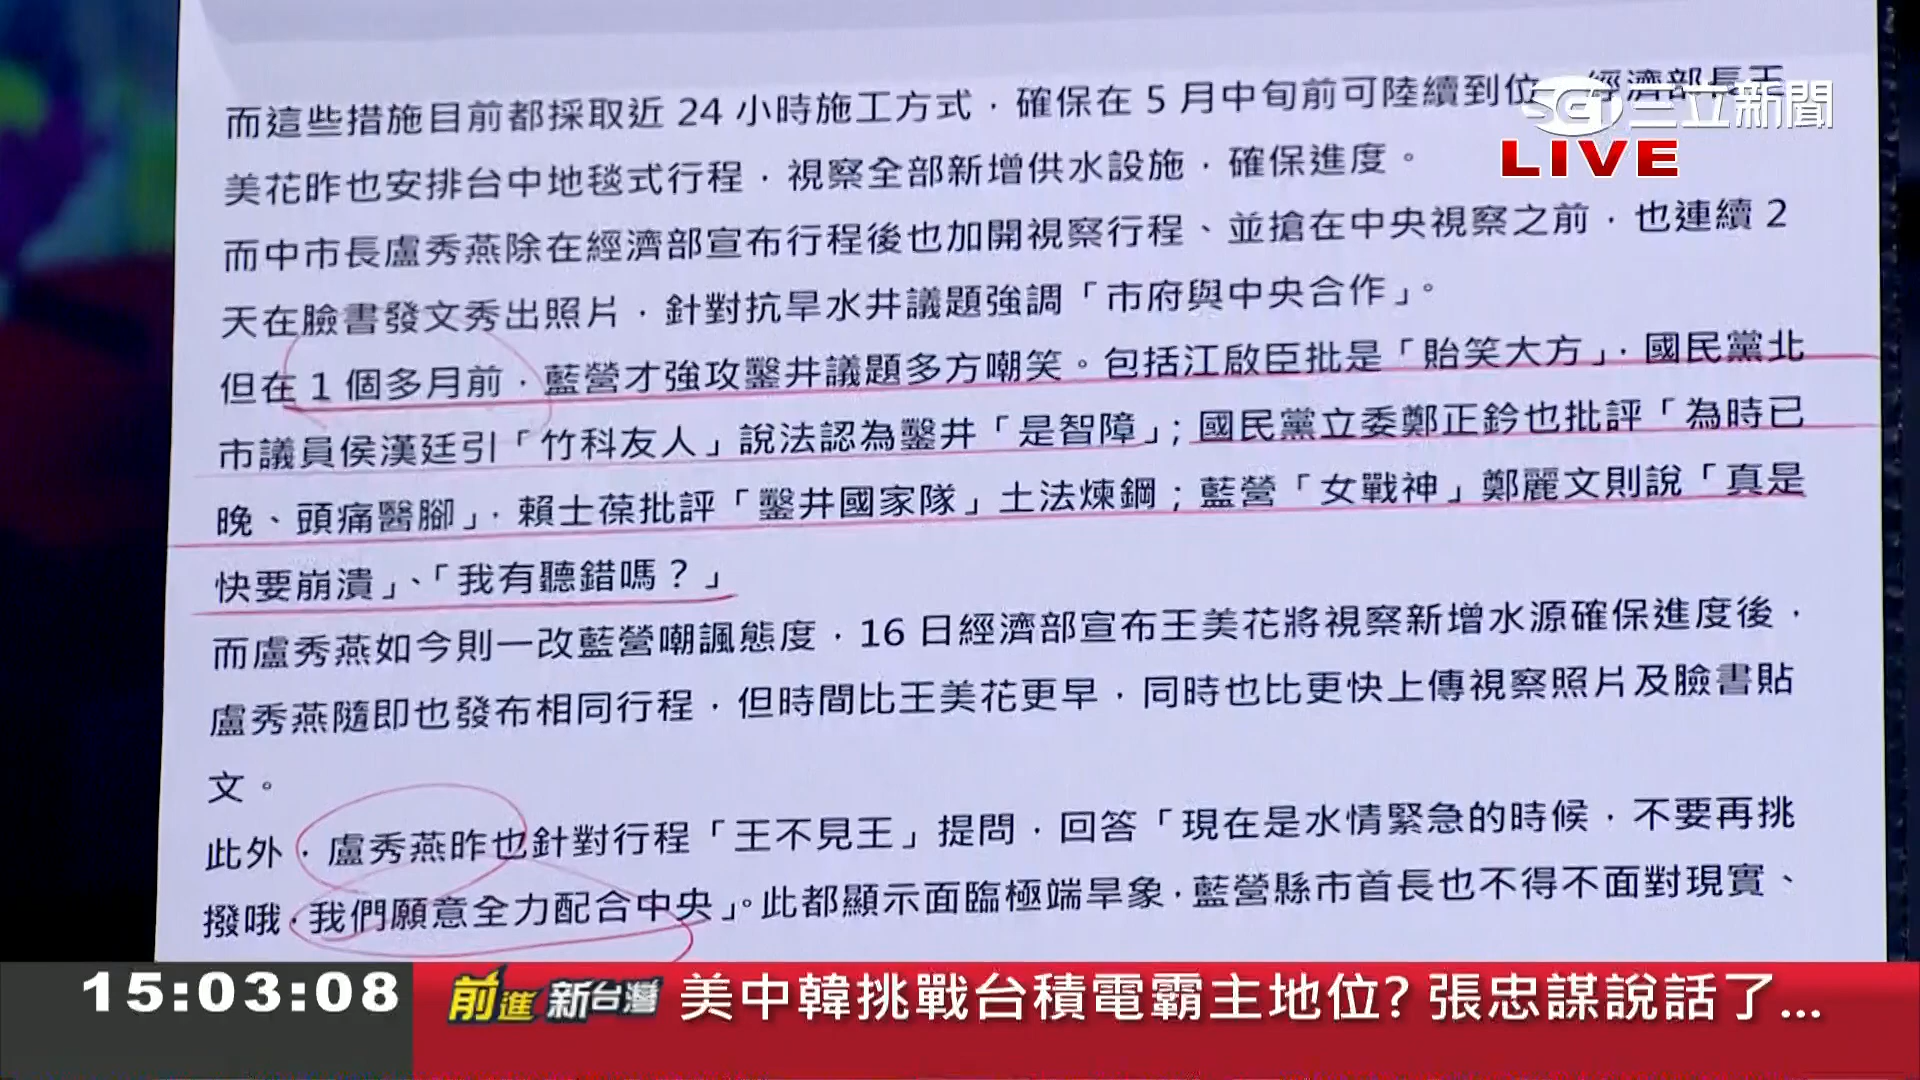 而這些措施目前都採取近 24 小時施工方式，確保在 5 月中旬前可陸續到位，經濟部長王
美花昨也安排台中地毯式行程，視察全部新增供水設施，確保進度。
而中市長盧秀燕除在經濟部宣布行程後也加開視察行程、並搶在中央視察之前，也連續 2
天在臉書發文秀出照片，針對抗旱水井議題強調「市府與中央合作」。
但在 1 個多月前，藍營才強攻鑿井議題多方嘲笑。包括江啟臣批是「貽笑大方」，國民黨北
市議員侯漢廷引「竹科友人」說法認為鑿井「是智障」；國民黨立委鄭正鈐也批評「為時已
晚、頭痛醫腳」，賴士葆批評「鑿井國家隊」土法煉鋼；藍營「女戰神」鄭麗文則說「真是
快要崩潰」、「我有聽錯嗎？」
而盧秀燕如今則一改藍營嘲諷態度，16 日經濟部宣布王美花將視察新增水源確保進度後，
盧秀燕隨即也發布相同行程，但時間比王美花更早，同時也比更快上傳視察照片及臉書貼
文。
此外，盧秀燕昨也針對行程「王不見王」提問，回答「現在是水情緊急的時候，不要再挑
撥哦，我們願意全力配合中央」。此都顯示面臨極端旱象，藍營縣市首長也不得不面對現實、
SET三立新聞
LIVE
15:03:08
前進新台灣
美中韓挑戰台積電霸主地位? 張忠謀說話了...